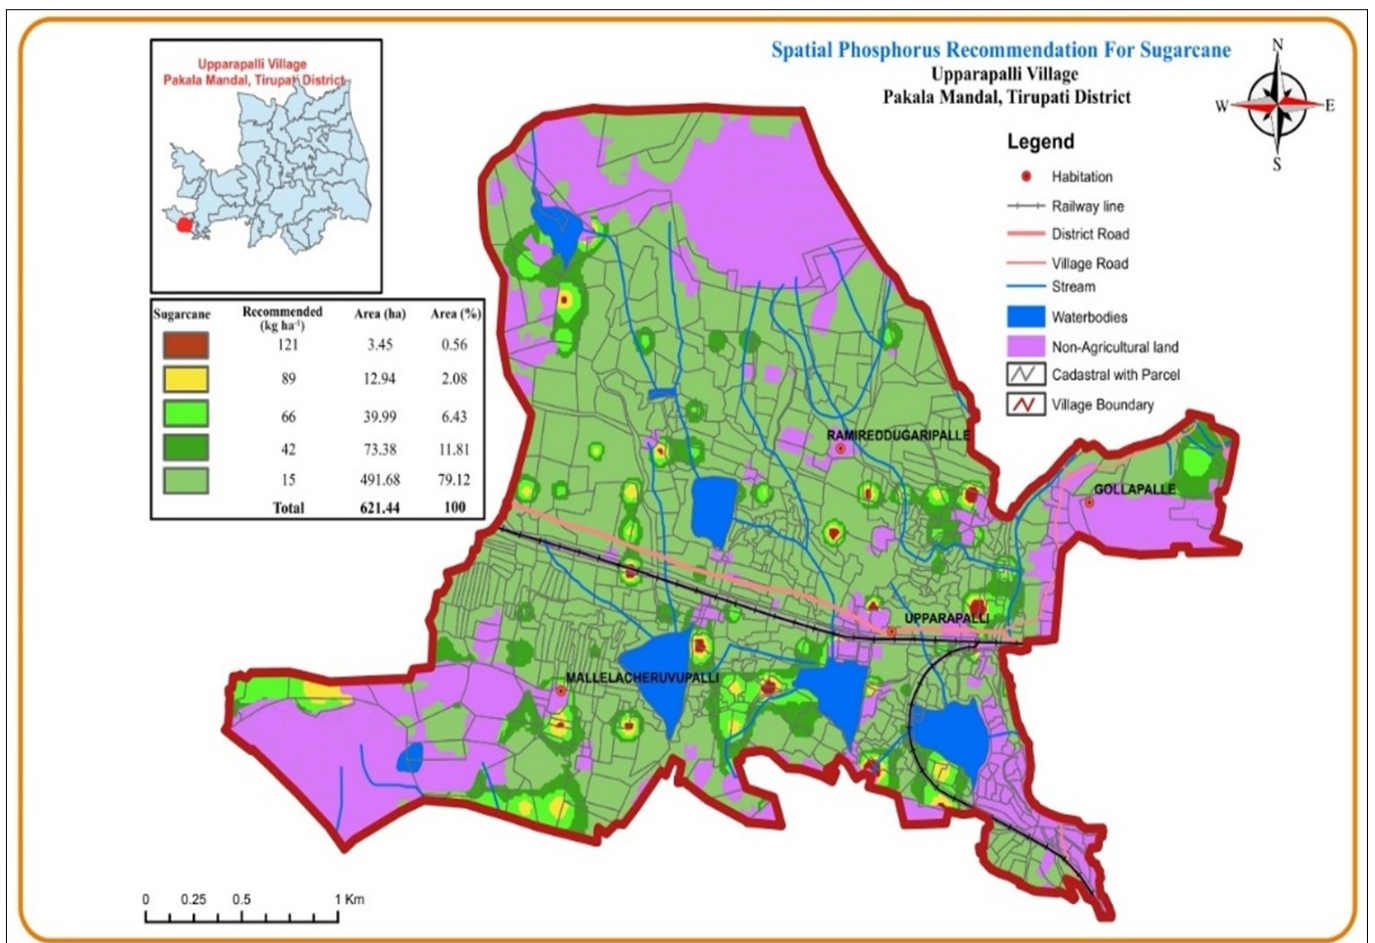 Spatial Phosphorus Recommendation For Sugarcane
Upparapalli Village
Pakala Mandal, Tirupati District
N
W E
S
Upparapalli Village
Pakala Mandal, Tirupati District
Legend
Habitation
Railway line
District Road
Village Road
Stream
Waterbodies
Non-Agricultural land
Cadastral with Parcel
Village Boundary
Sugarcane Recommended (kg ha⁻¹) Area (ha) Area (%)
121 3.45 0.56
89 12.94 2.08
66 39.99 6.43
42 73.38 11.81
15 491.68 79.12
Total 621.44 100
RAMIREDDUGARIPALLE
GOLLAPALLE
UPPARAPALLI
MALLELACHERUVUPALLI
0 0.25 0.5 1 Km